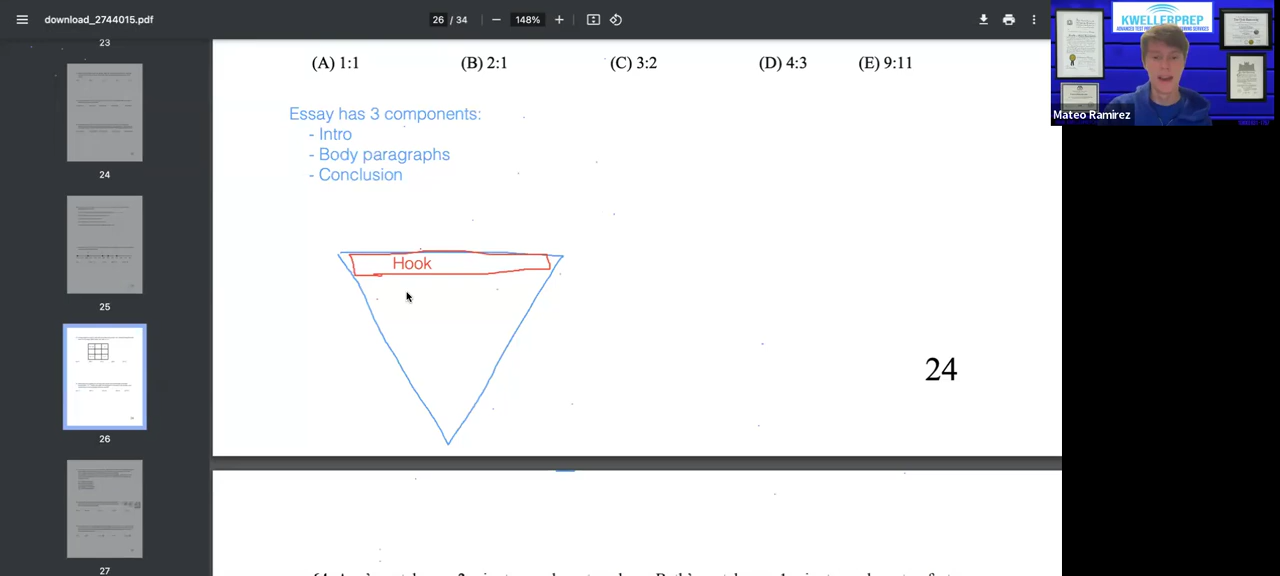 download_2744015.pdf
26 / 34
148%
23
24
25
26
27
(A) 1:1 (B) 2:1 (C) 3:2 (D) 4:3 (E) 9:11
Essay has 3 components:
- Intro
- Body paragraphs
- Conclusion
Hook
24
KWELLERPREP
Mateo Ramirez